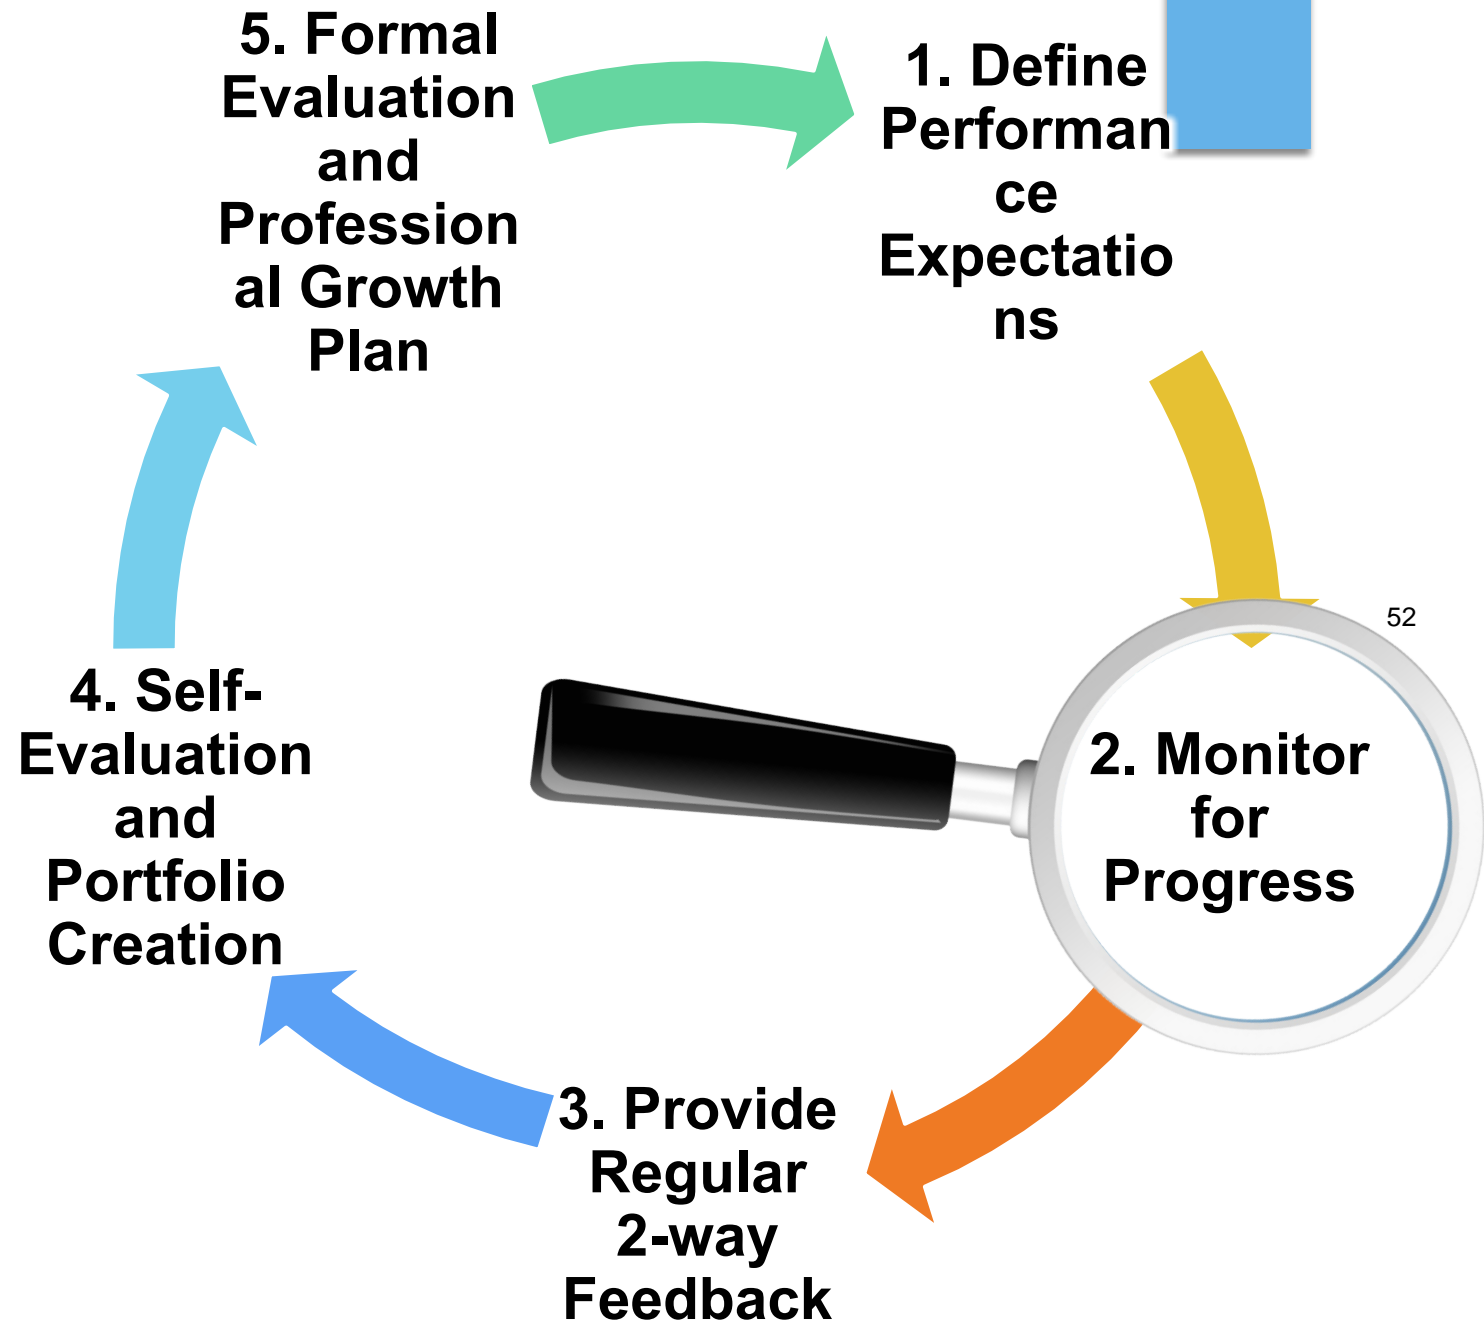 5. Formal
Evaluation
and
Profession
al Growth
Plan
1. Define
Performan
ce
Expectatio
ns
52
2. Monitor
for
Progress
3. Provide
Regular
2-way
Feedback
4. Self-
Evaluation
and
Portfolio
Creation